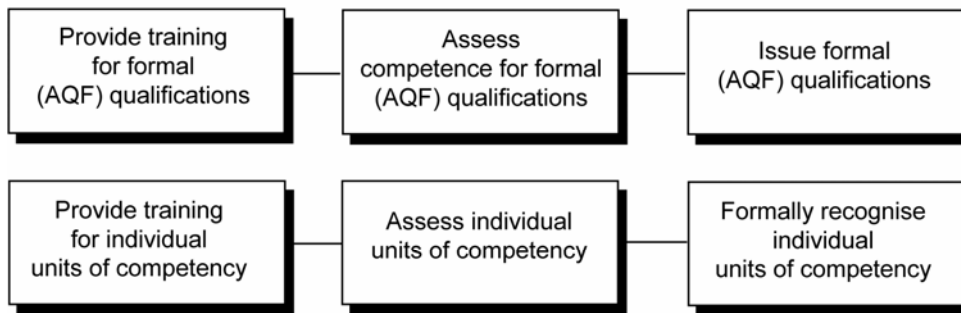 Provide training
for formal
(AQF) qualifications
Assess
competence for formal
(AQF) qualifications
Issue formal
(AQF) qualifications
Provide training
for individual
units of competency
Assess individual
units of competency
Formally recognise
individual
units of competency